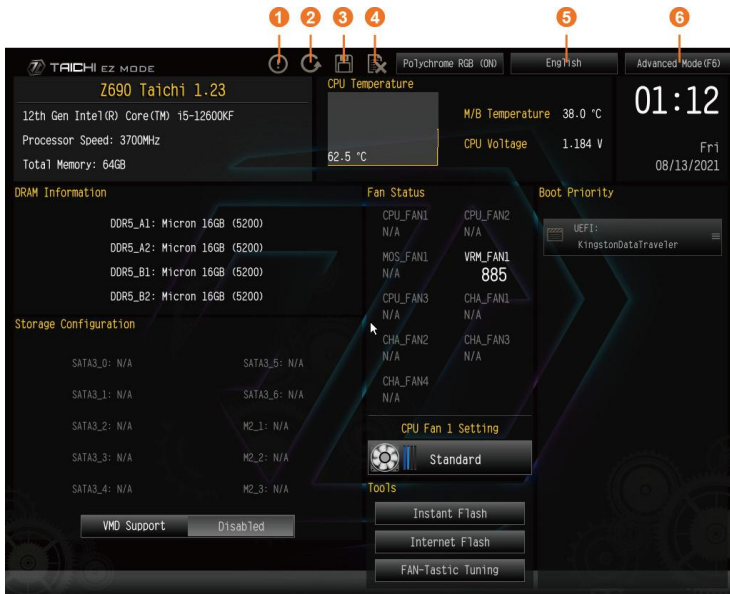 1 2 3 4 5 6
TAICHI EZ MODE
Polychrome RGB (ON) English Advanced Mode(F6)
Z690 Taichi 1.23
12th Gen Intel(R) Core(TM) i5-12600KF
Processor Speed: 3700MHz
Total Memory: 64GB
CPU Temperature
62.5 °C
M/B Temperature 38.0 °C
CPU Voltage 1.184 V
01:12
Fri
08/13/2021
DRAM Information
DDR5_A1: Micron 16GB (5200)
DDR5_A2: Micron 16GB (5200)
DDR5_B1: Micron 16GB (5200)
DDR5_B2: Micron 16GB (5200)
Storage Configuration
SATA3_0: N/A SATA3_5: N/A
SATA3_1: N/A SATA3_6: N/A
SATA3_2: N/A M2_1: N/A
SATA3_3: N/A M2_2: N/A
SATA3_4: N/A M2_3: N/A
VMD Support Disabled
Fan Status
CPU_FAN1 CPU_FAN2
N/A N/A
MOS_FAN1 VRM_FAN1
N/A 885
CPU_FAN3 CHA_FAN1
N/A N/A
CHA_FAN2 CHA_FAN3
N/A N/A
CHA_FAN4
N/A
CPU Fan 1 Setting
Standard
Tools
Instant Flash
Internet Flash
FAN-Tastic Tuning
Boot Priority
UEFI:
KingstonDataTraveler